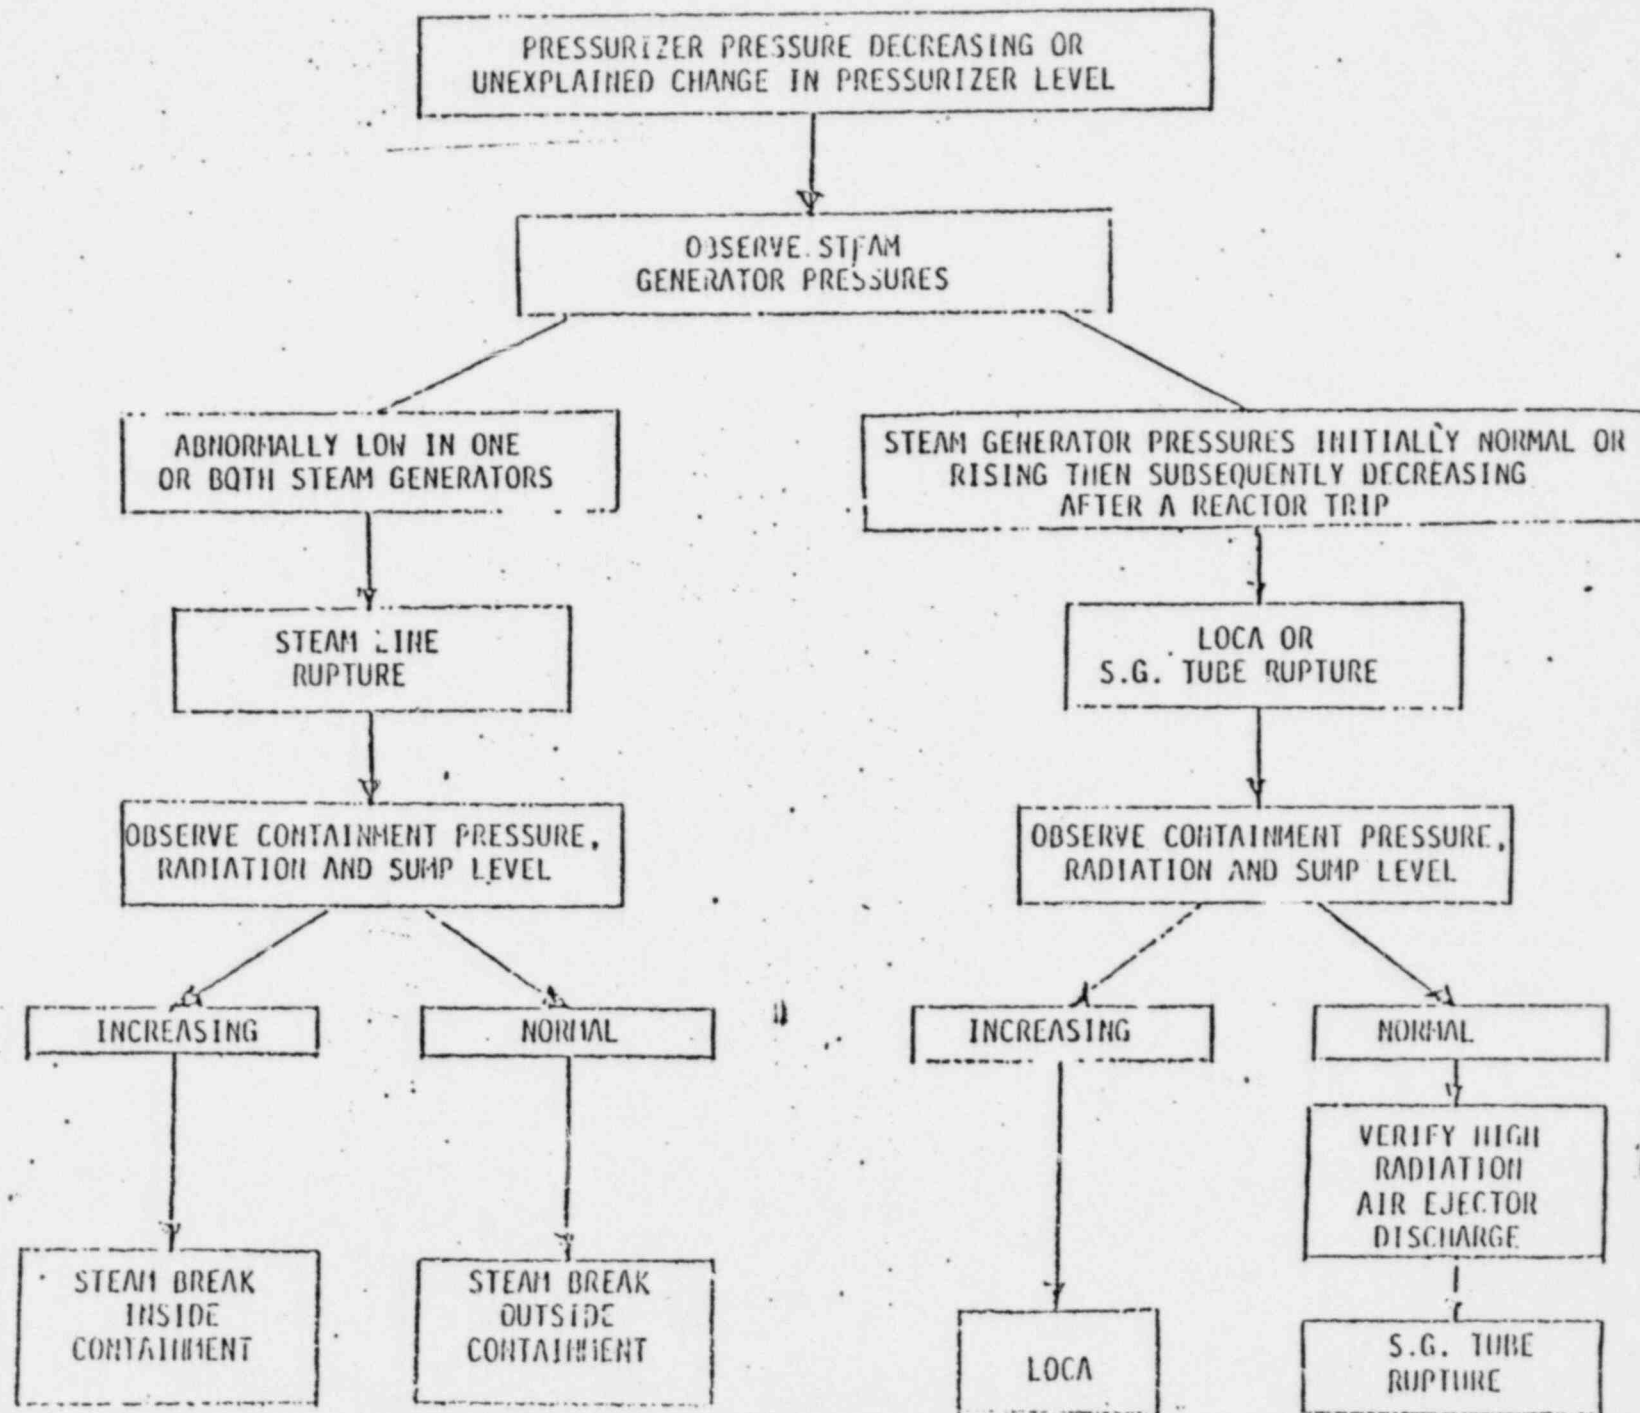 PRESSURIZER PRESSURE DECREASING OR
UNEXPLAINED CHANGE IN PRESSURIZER LEVEL
OBSERVE STEAM
GENERATOR PRESSURES
ABNORMALLY LOW IN ONE
OR BOTH STEAM GENERATORS
STEAM GENERATOR PRESSURES INITIALLY NORMAL OR
RISING THEN SUBSEQUENTLY DECREASING
AFTER A REACTOR TRIP
STEAM LINE
RUPTURE
LOCA OR
S.G. TUBE RUPTURE
OBSERVE CONTAINMENT PRESSURE,
RADIATION AND SUMP LEVEL
OBSERVE CONTAINMENT PRESSURE,
RADIATION AND SUMP LEVEL
INCREASING
NORMAL
INCREASING
NORMAL
VERIFY HIGH
RADIATION
AIR EJECTOR
DISCHARGE
STEAM BREAK
INSIDE
CONTAINMENT
STEAM BREAK
OUTSIDE
CONTAINMENT
LOCA
S.G. TUBE
RUPTURE